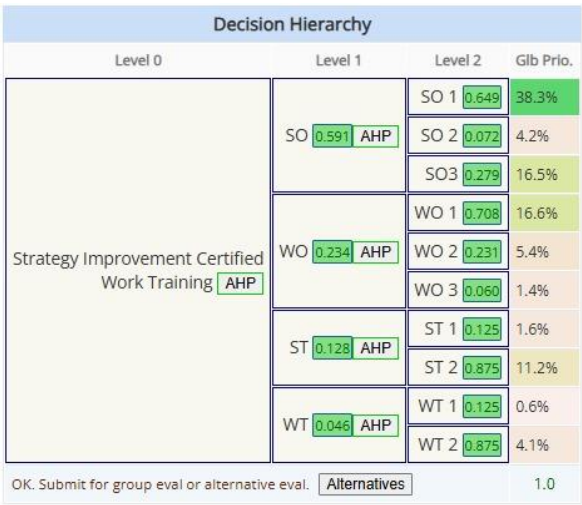 Decision Hierarchy
Level 0 Level 1 Level 2 Glb Prio.
SO 1 0.649 38.3%
SO 0.591 AHP SO 2 0.072 4.2%
SO3 0.279 16.5%
WO 1 0.708 16.6%
Strategy Improvement Certified WO 0.234 AHP WO 2 0.231 5.4%
Work Training AHP WO 3 0.060 1.4%
ST 1 0.125 1.6%
ST 0.128 AHP
ST 2 0.875 11.2%
WT 1 0.125 0.6%
WT 0.046 AHP
WT 2 0.875 4.1%
OK. Submit for group eval or alternative eval. Alternatives 1.0